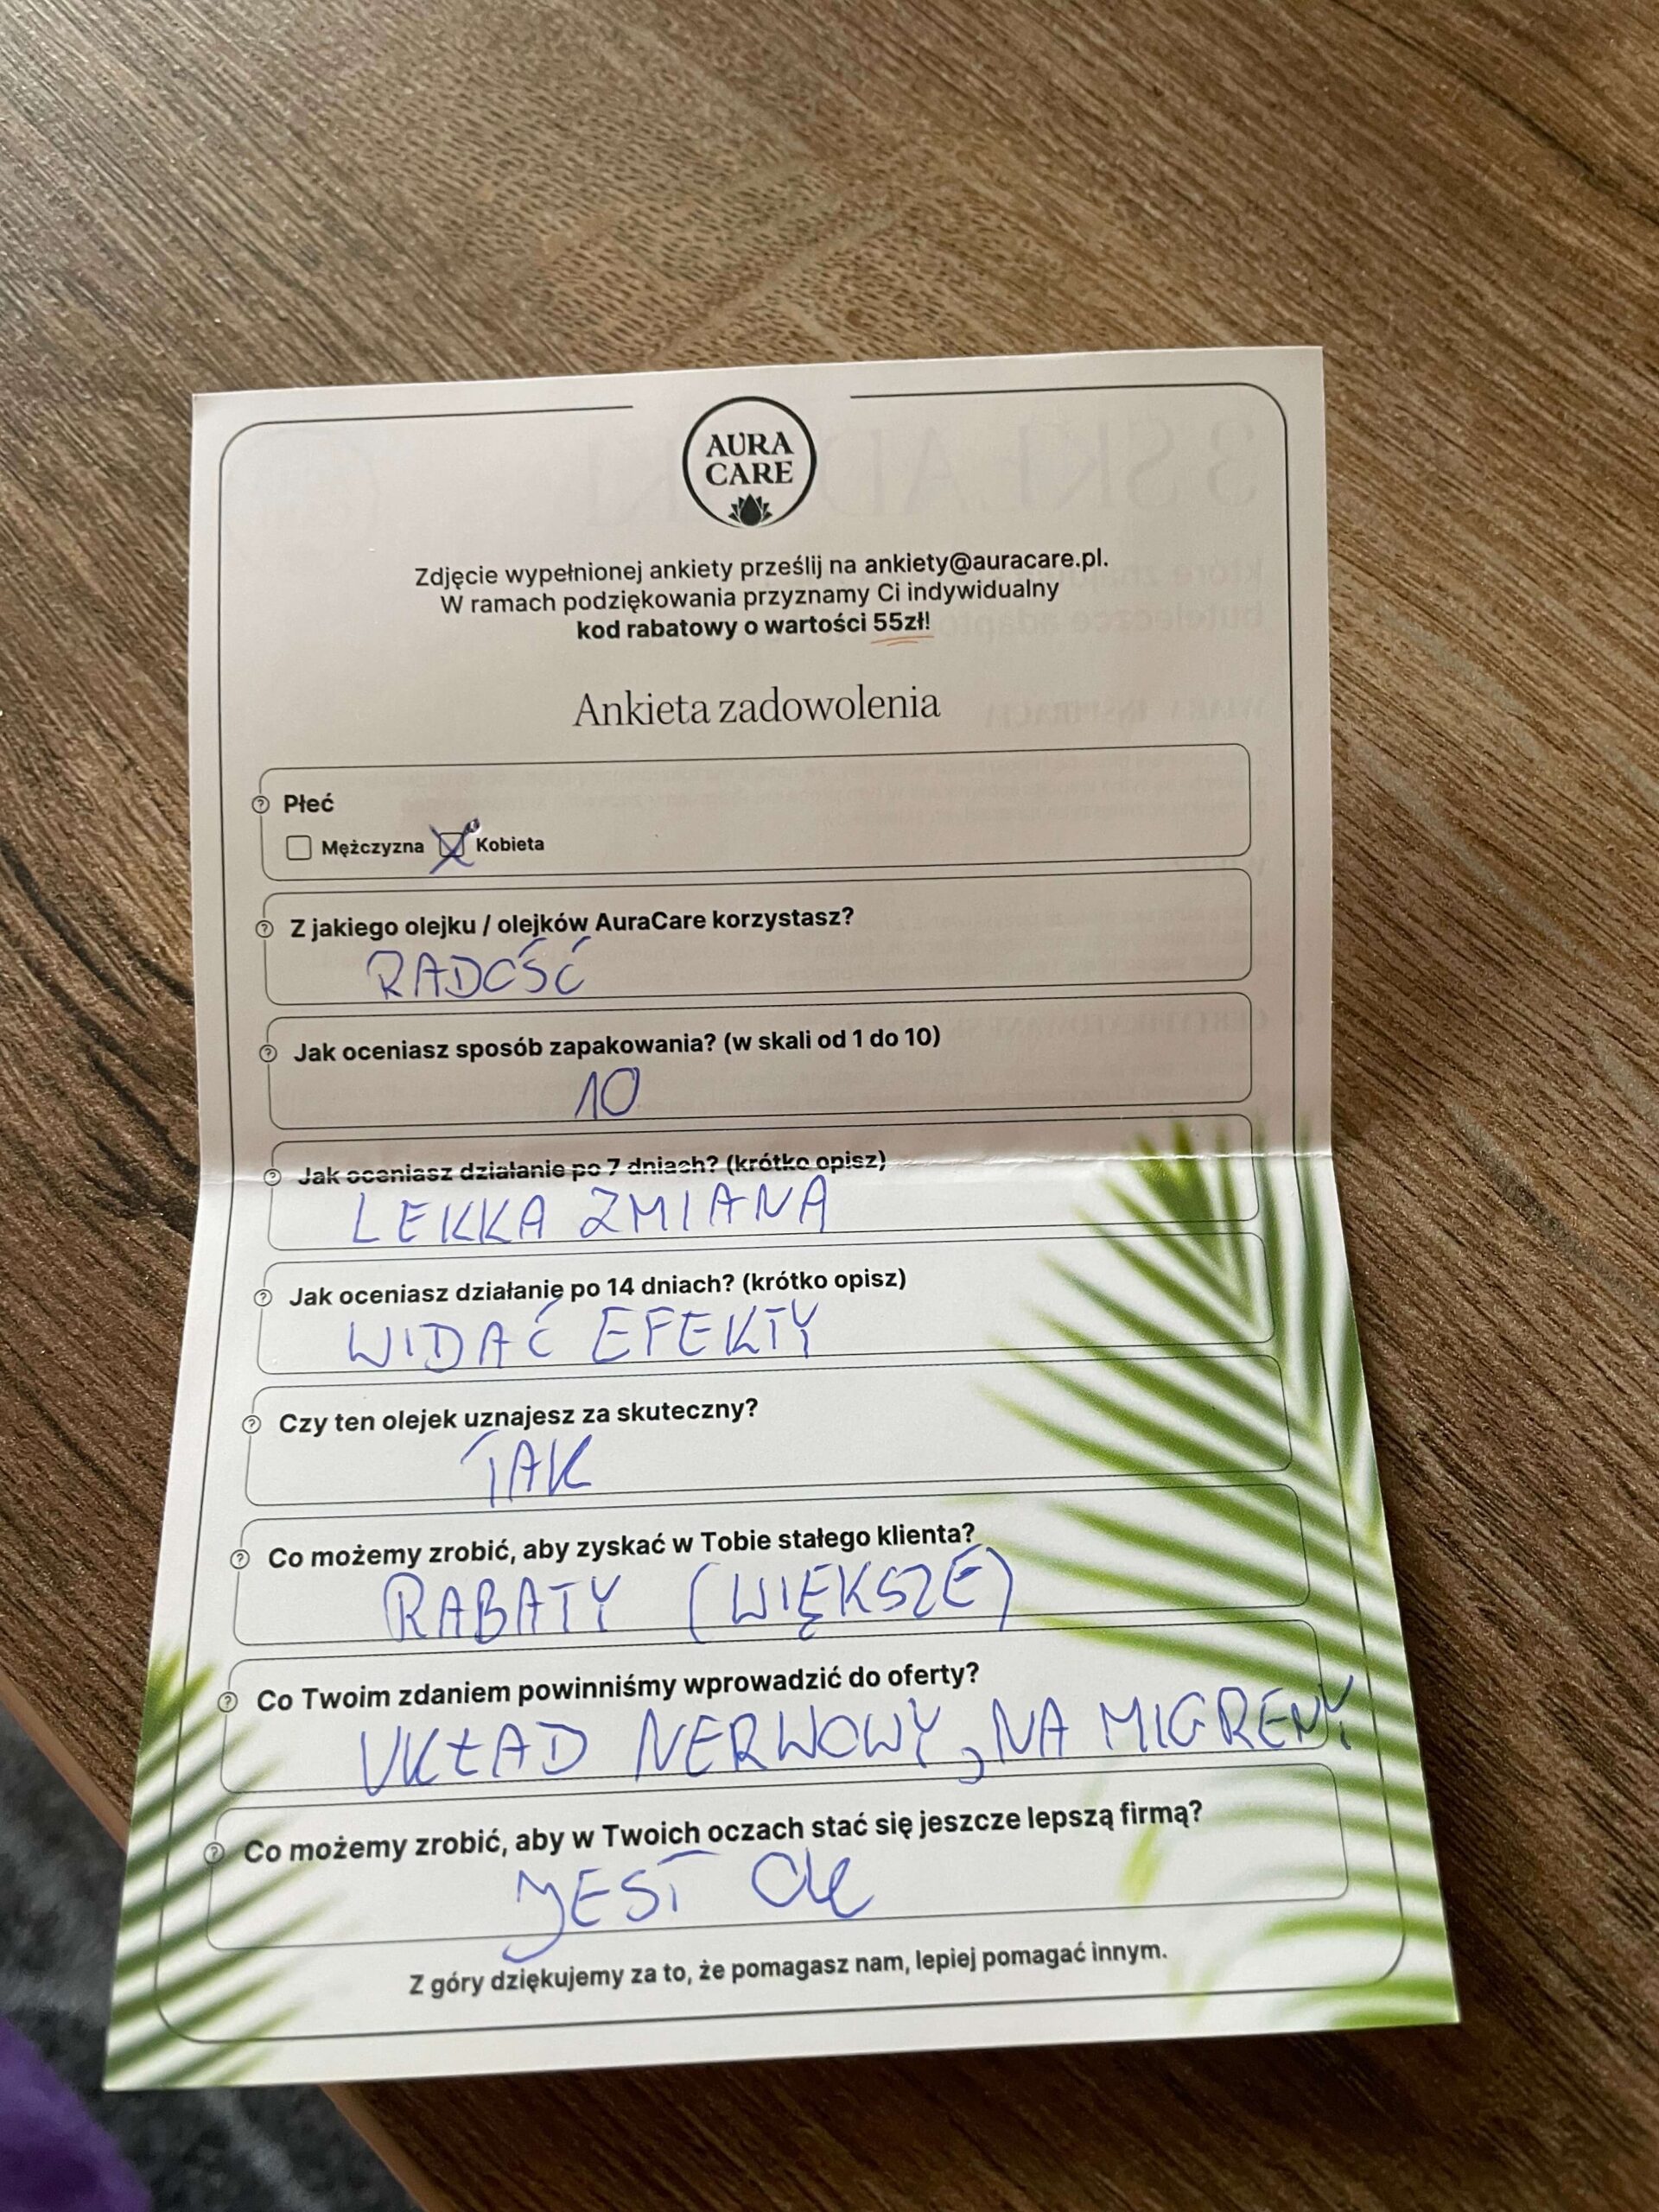 AURA
CARE
Zdjęcie wypełnionej ankiety prześlij na ankiety@auracare.pl.
W ramach podziękowania przyznamy Ci indywidualny
kod rabatowy o wartości 55zł!
Ankieta zadowolenia
Płeć
Mężczyzna Kobieta
Z jakiego olejku / olejków AuraCare korzystasz?
RADOŚĆ
Jak oceniasz sposób zapakowania? (w skali od 1 do 10)
10
Jak oceniasz działanie po 7 dniach? (krótko opisz)
LEKKA ZMIANA
Jak oceniasz działanie po 14 dniach? (krótko opisz)
WIDAĆ EFEKTY
Czy ten olejek uznajesz za skuteczny?
TAK
Co możemy zrobić, aby zyskać w Tobie stałego klienta?
RABATY (WIĘKSZE)
Co Twoim zdaniem powinniśmy wprowadzić do oferty?
UKŁAD NERWOWY, NA MIGRENY
Co możemy zrobić, aby w Twoich oczach stać się jeszcze lepszą firmą?
JEST Ok
Z góry dziękujemy za to, że pomagasz nam, lepiej pomagać innym.